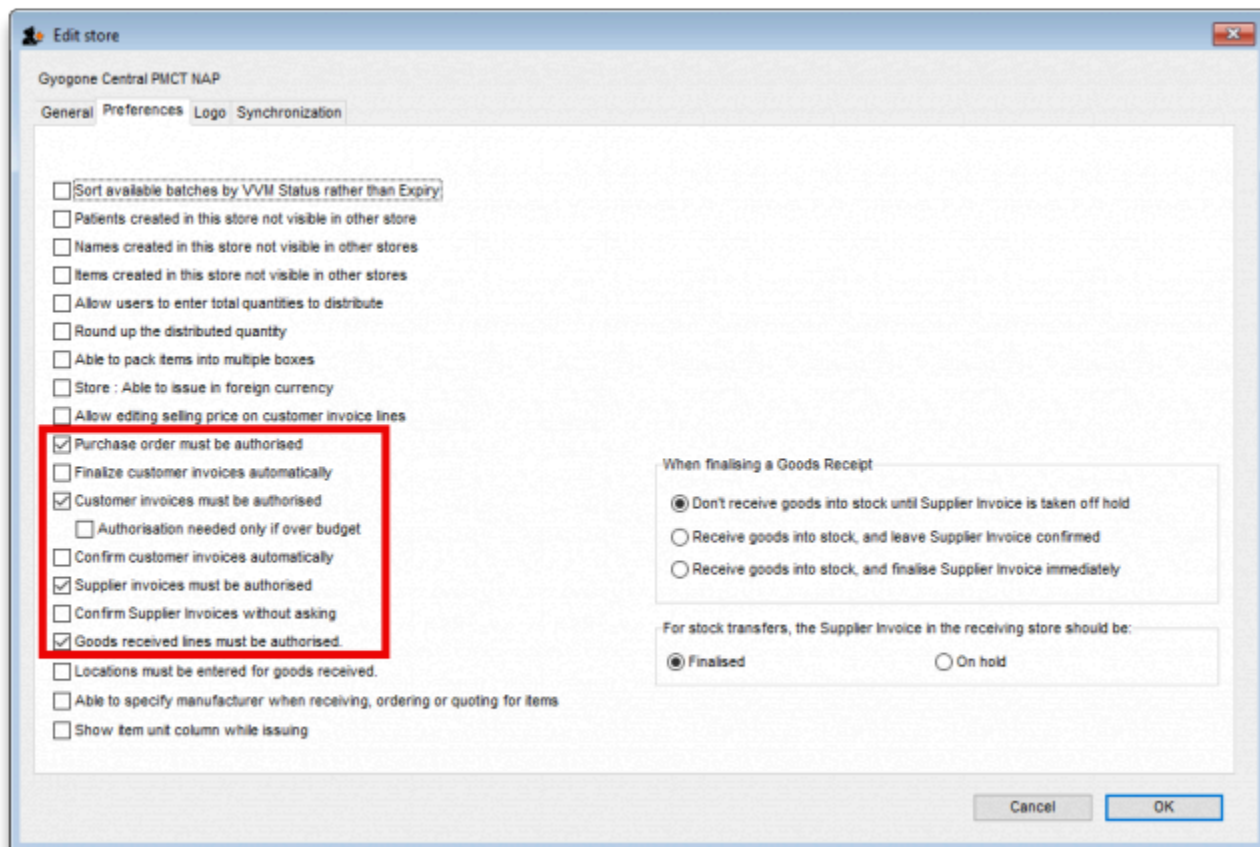 Edit store
Gyogone Central PMCT NAP
General Preferences Logo Synchronization
Sort available batches by VVM Status rather than Expiry
Patients created in this store not visible in other store
Names created in this store not visible in other stores
Items created in this store not visible in other stores
Allow users to enter total quantities to distribute
Round up the distributed quantity
Able to pack items into multiple boxes
Store : Able to issue in foreign currency
Allow editing selling price on customer invoice lines
Purchase order must be authorised
Finalize customer invoices automatically
Customer invoices must be authorised
Authorisation needed only if over budget
Confirm customer invoices automatically
Supplier invoices must be authorised
Confirm Supplier Invoices without asking
Goods received lines must be authorised.
Locations must be entered for goods received.
Able to specify manufacturer when receiving, ordering or quoting for items
Show item unit column while issuing
When finalising a Goods Receipt
Don't receive goods into stock until Supplier Invoice is taken off hold
Receive goods into stock, and leave Supplier Invoice confirmed
Receive goods into stock, and finalise Supplier Invoice immediately
For stock transfers, the Supplier Invoice in the receiving store should be:
Finalised On hold
Cancel OK